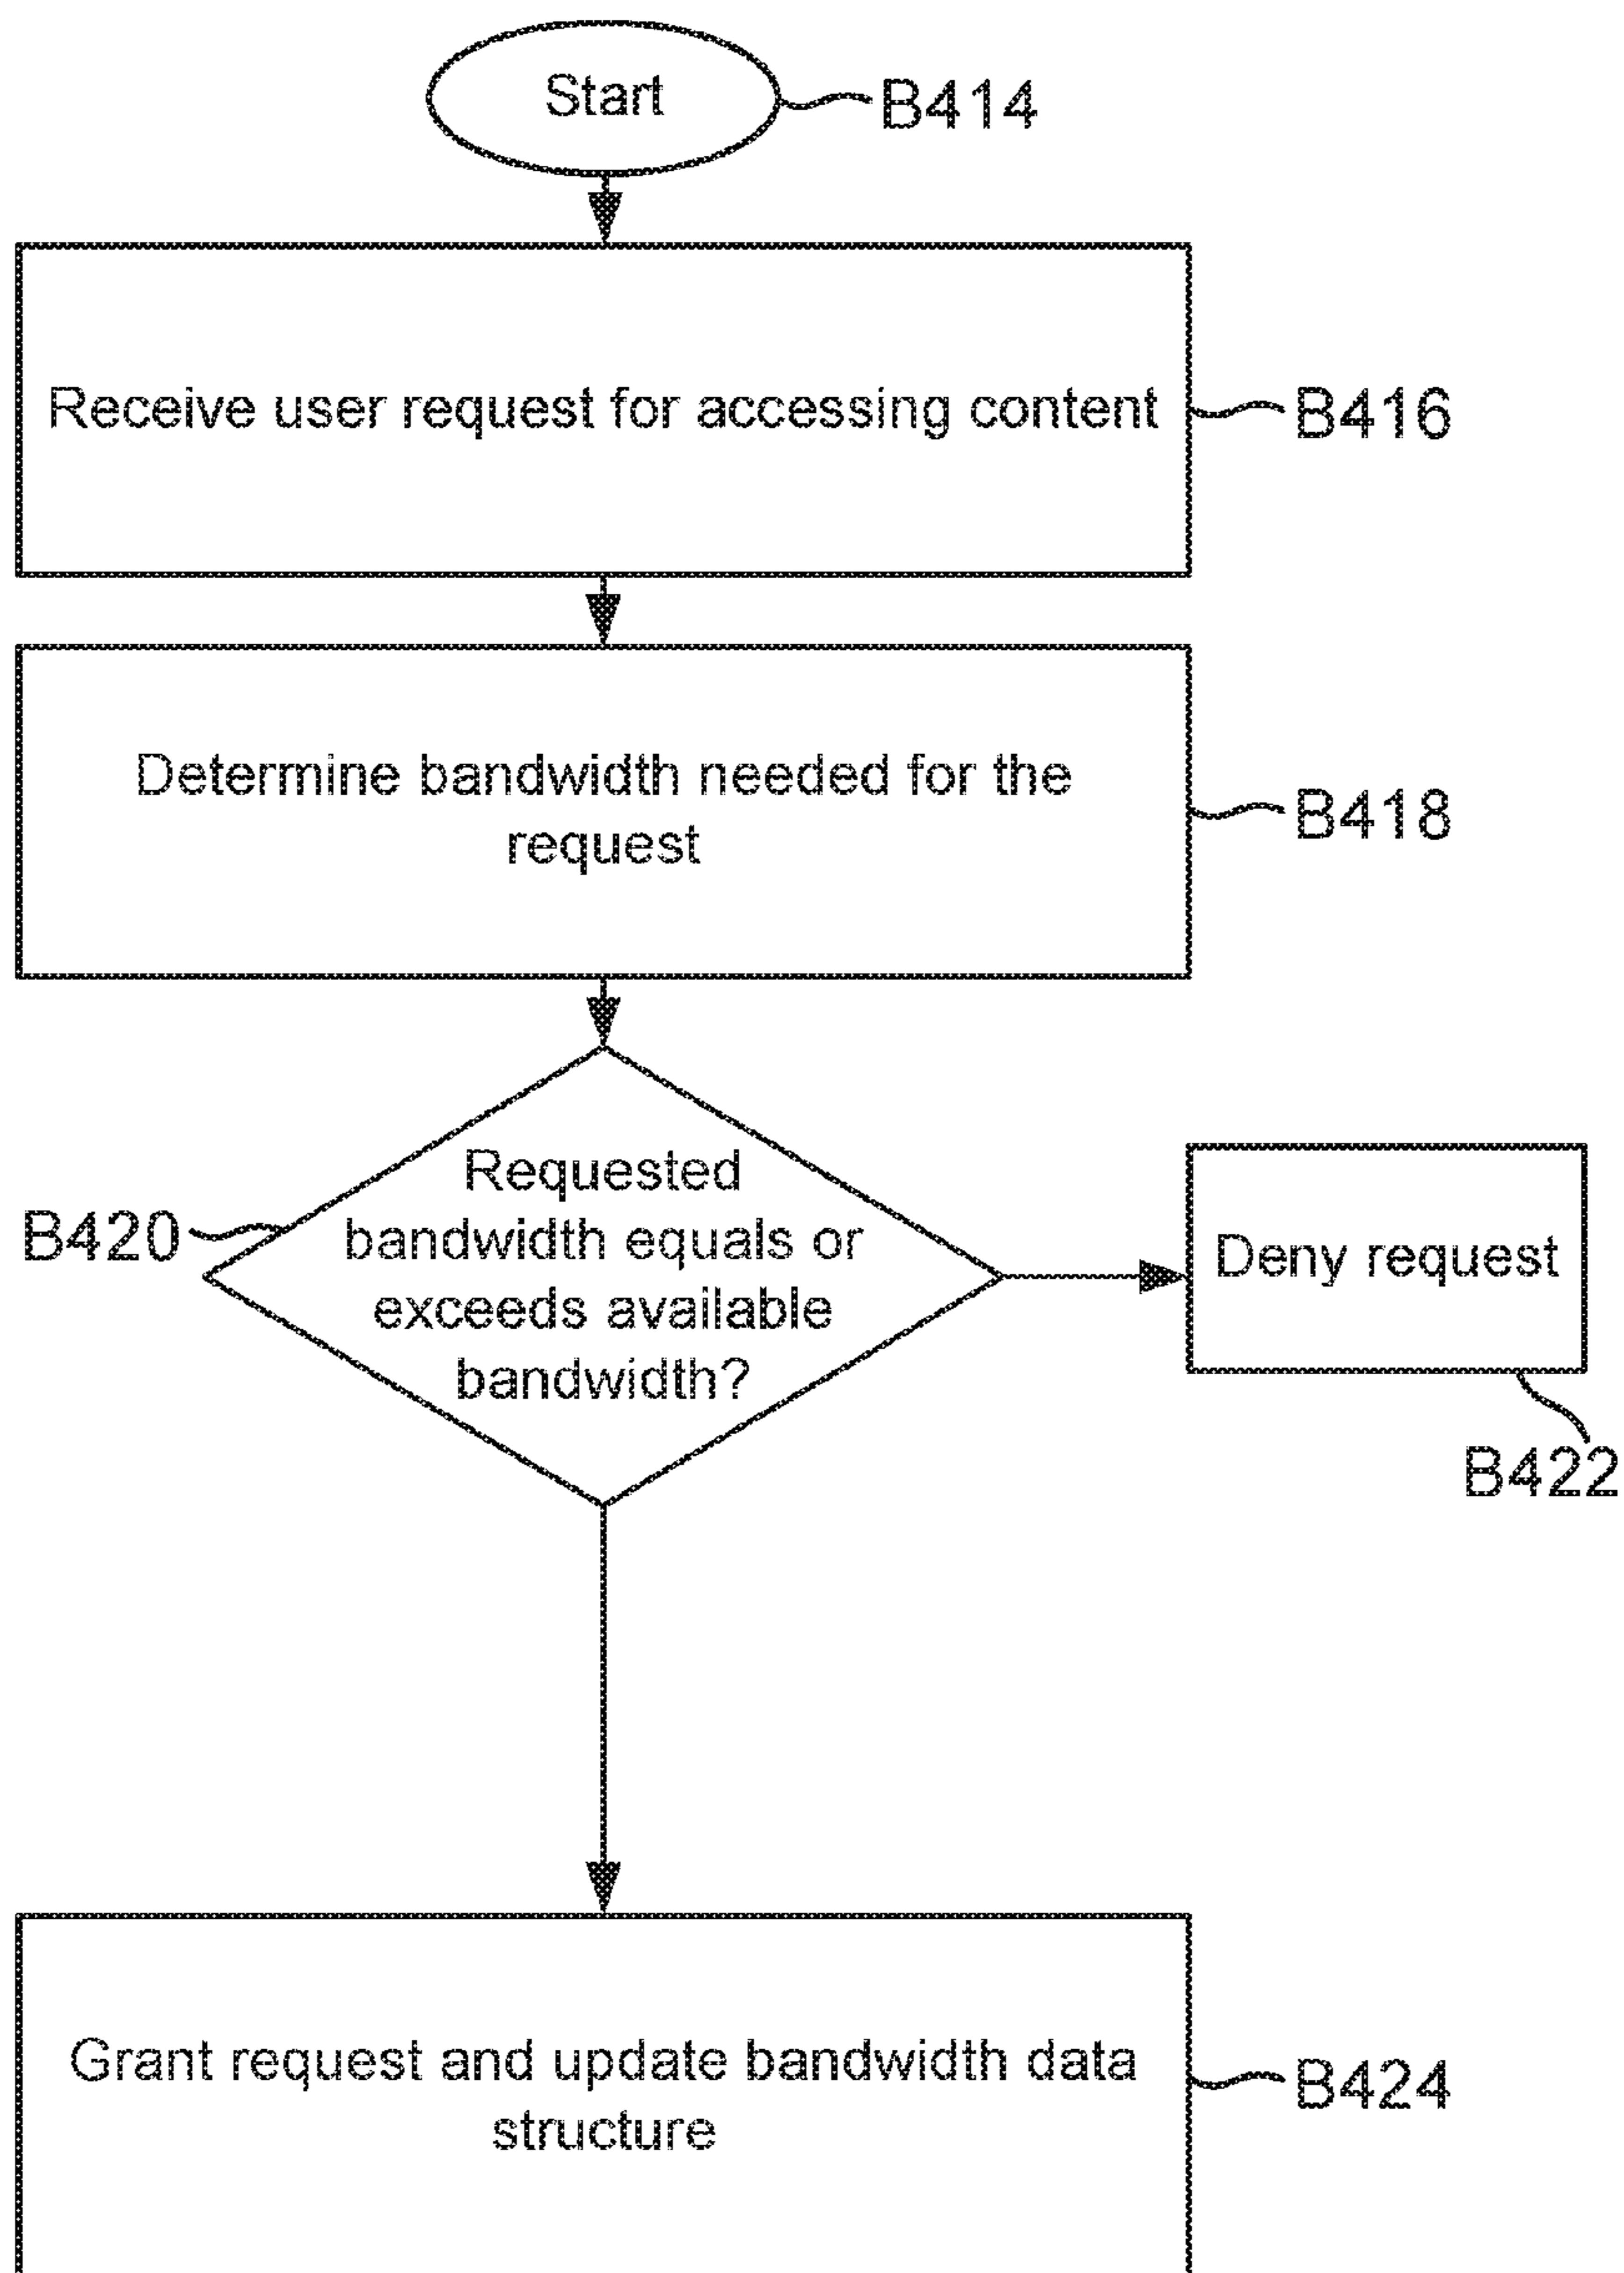 Start
B414
Receive user request for accessing content
B416
Determine bandwidth needed for the
request
B418
Requested
bandwidth equals or
exceeds available
bandwidth?
B420
Deny request
B422
Grant request and update bandwidth data
structure
B424